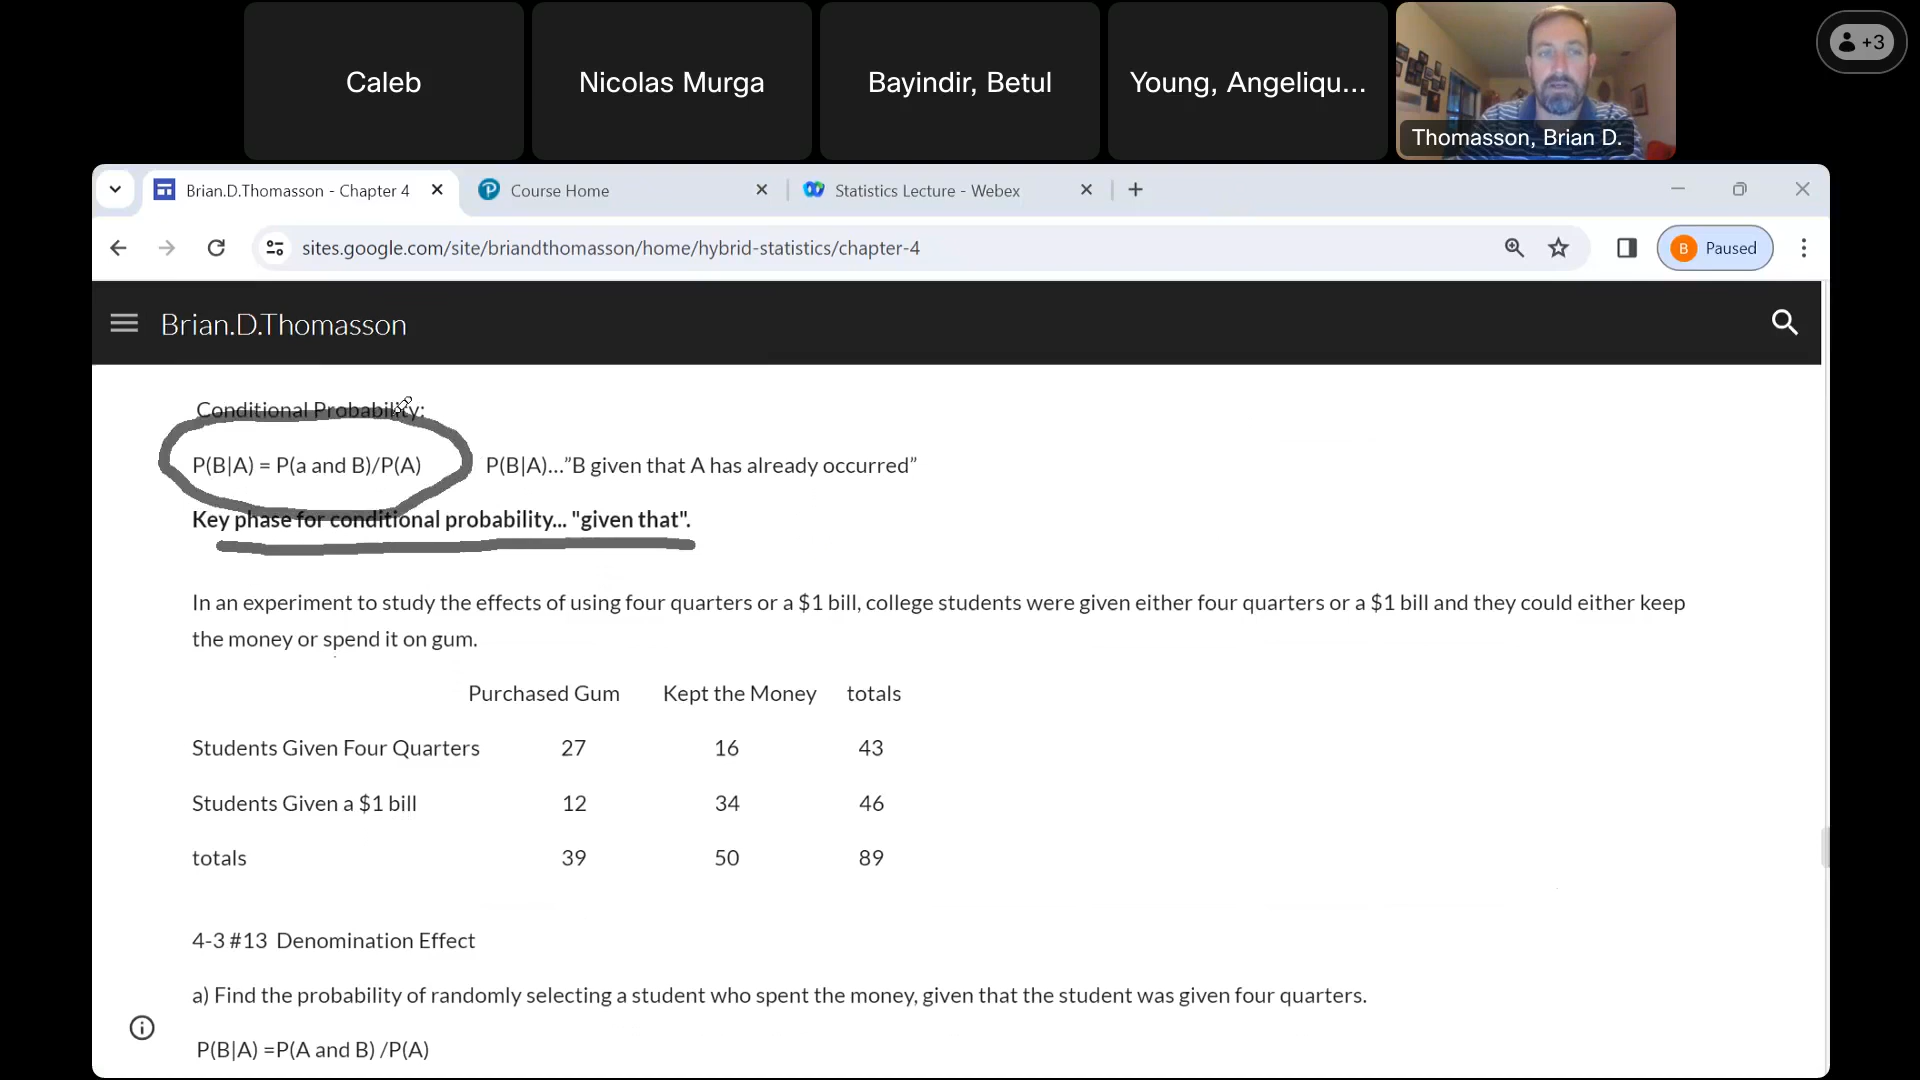 Caleb
Nicolas Murga
Bayindir, Betul
Young, Angeliqu...
Thomasson, Brian D.
+3
Brian.D.Thomasson - Chapter 4
Course Home
Statistics Lecture - Webex
sites.google.com/site/briandthomasson/home/hybrid-statistics/chapter-4
B Paused
Brian.D.Thomasson
Conditional Probability:
P(B|A) = P(a and B)/P(A) P(B|A)...”B given that A has already occurred”
Key phase for conditional probability... "given that".
In an experiment to study the effects of using four quarters or a $1 bill, college students were given either four quarters or a $1 bill and they could either keep
the money or spend it on gum.
Purchased Gum Kept the Money totals
Students Given Four Quarters 27 16 43
Students Given a $1 bill 12 34 46
totals 39 50 89
4-3 #13 Denomination Effect
a) Find the probability of randomly selecting a student who spent the money, given that the student was given four quarters.
P(B|A) =P(A and B) /P(A)